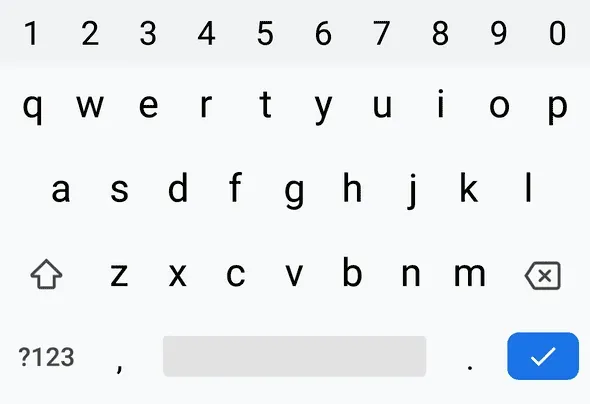 1 2 3 4 5 6 7 8 9 0
q w e r t y u i o p
a s d f g h j k l
z x c v b n m
?123 , .